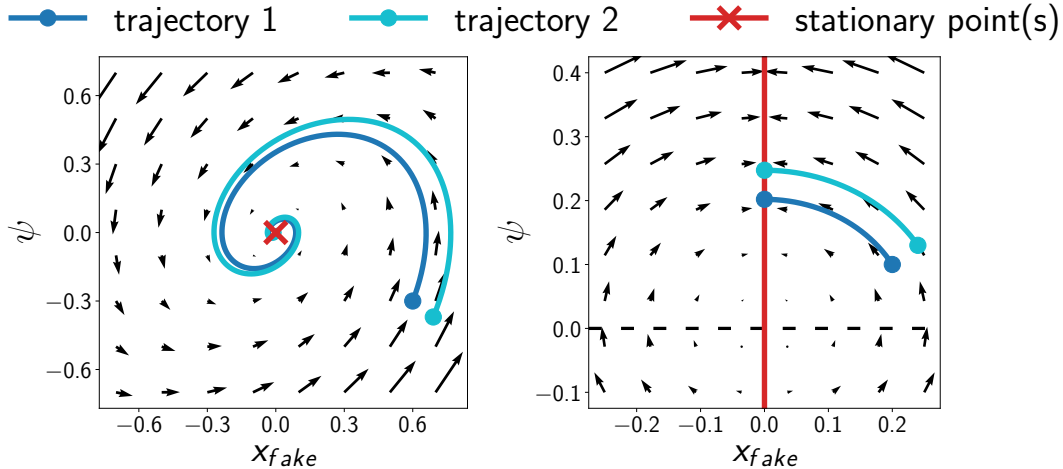 trajectory 1 trajectory 2 stationary point(s)
0.6
0.3
0.0
−0.3
−0.6
ψ
−0.6 −0.3 0.0 0.3 0.6
x_fake
0.4
0.3
0.2
0.1
0.0
−0.1
ψ
−0.2 −0.1 0.0 0.1 0.2
x_fake